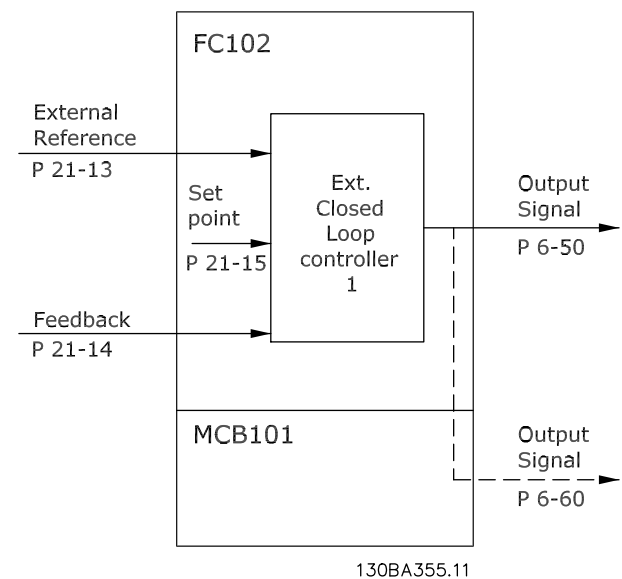 FC102
External
Reference
P 21-13
Set
point
P 21-15
Feedback
P 21-14
Ext.
Closed
Loop
controller
1
Output
Signal
P 6-50
MCB101
Output
Signal
P 6-60
130BA355.11